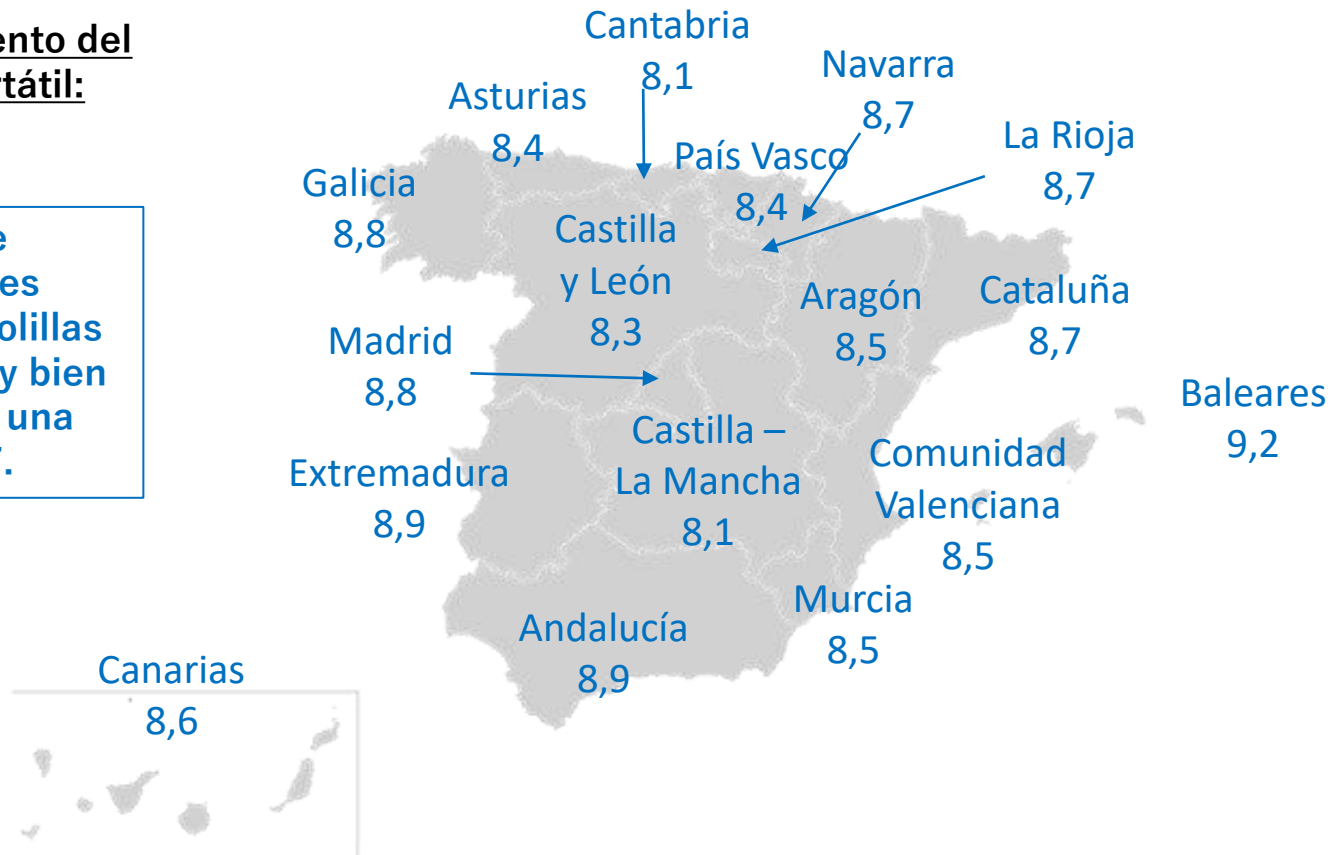 ento del
rtátil:
e
es
olillas
y bien
una
.
Cantabria
8,1
Navarra
8,7
Asturias
8,4
País Vasco
8,4
La Rioja
8,7
Galicia
8,8
Castilla
y León
8,3
Aragón
8,5
Cataluña
8,7
Madrid
8,8
Baleares
9,2
Castilla –
La Mancha
8,1
Comunidad
Valenciana
8,5
Extremadura
8,9
Murcia
8,5
Andalucía
8,9
Canarias
8,6